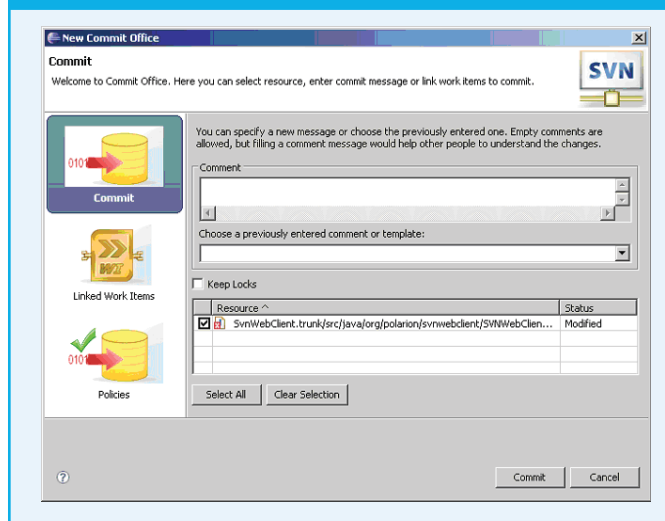 New Commit Office
Commit
Welcome to Commit Office. Here you can select resource, enter commit message or link work items to commit.
SVN
You can specify a new message or choose the previously entered one. Empty comments are
allowed, but filling a comment message would help other people to understand the changes.
0101
Commit
Comment
Choose a previously entered comment or template:
WI
Linked Work Items
Keep Locks
Resource ^
Status
SvnWebClient.trunk/src/java/org/polarion/svnwebclient/SVNWebClien...
Modified
0101
Policies
Select All
Clear Selection
?
Commit
Cancel